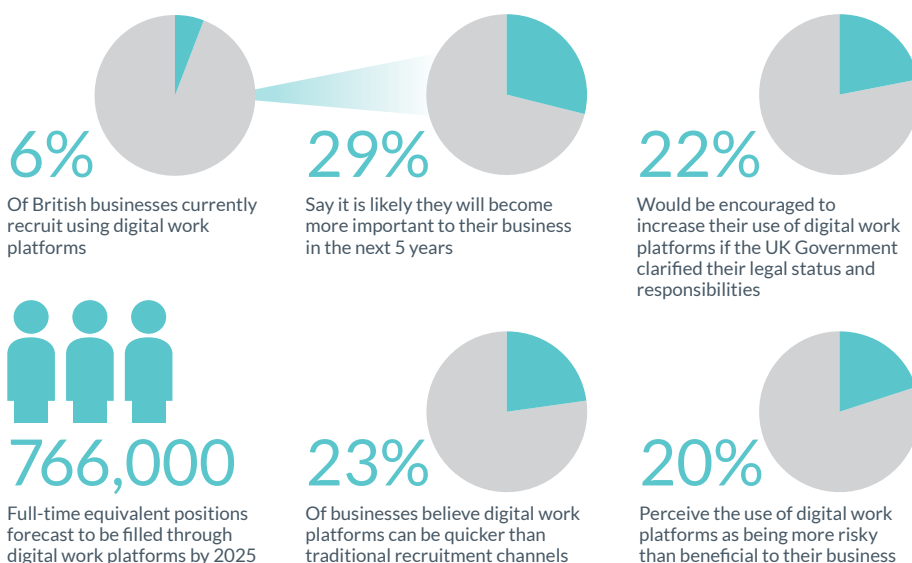 6%
Of British businesses currently
recruit using digital work
platforms
29%
Say it is likely they will become
more important to their business
in the next 5 years
22%
Would be encouraged to
increase their use of digital work
platforms if the UK Government
clarified their legal status and
responsibilities
766,000
Full-time equivalent positions
forecast to be filled through
digital work platforms by 2025
23%
Of businesses believe digital work
platforms can be quicker than
traditional recruitment channels
20%
Perceive the use of digital work
platforms as being more risky
than beneficial to their business